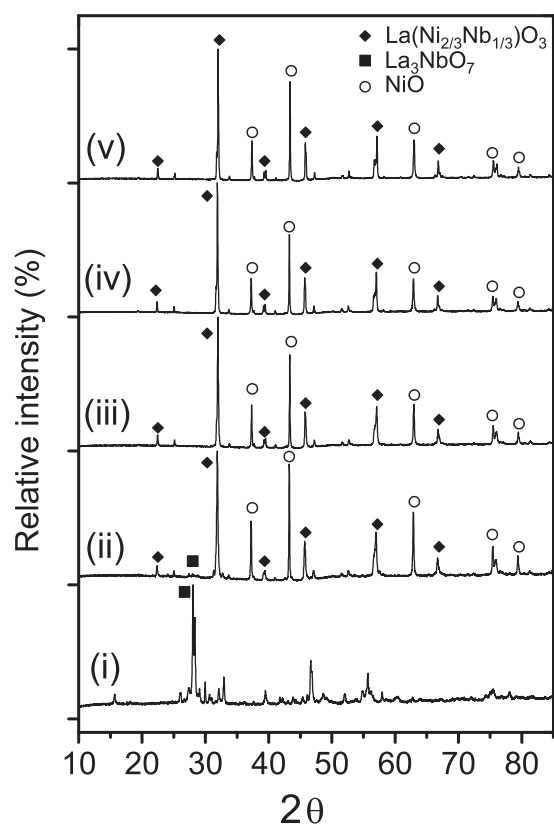 ◆ La(Ni2/3Nb1/3)O3
■ La3NbO7
○ NiO
(v)
(iv)
(iii)
(ii)
(i)
Relative intensity (%)
10 20 30 40 50 60 70 80
2θ